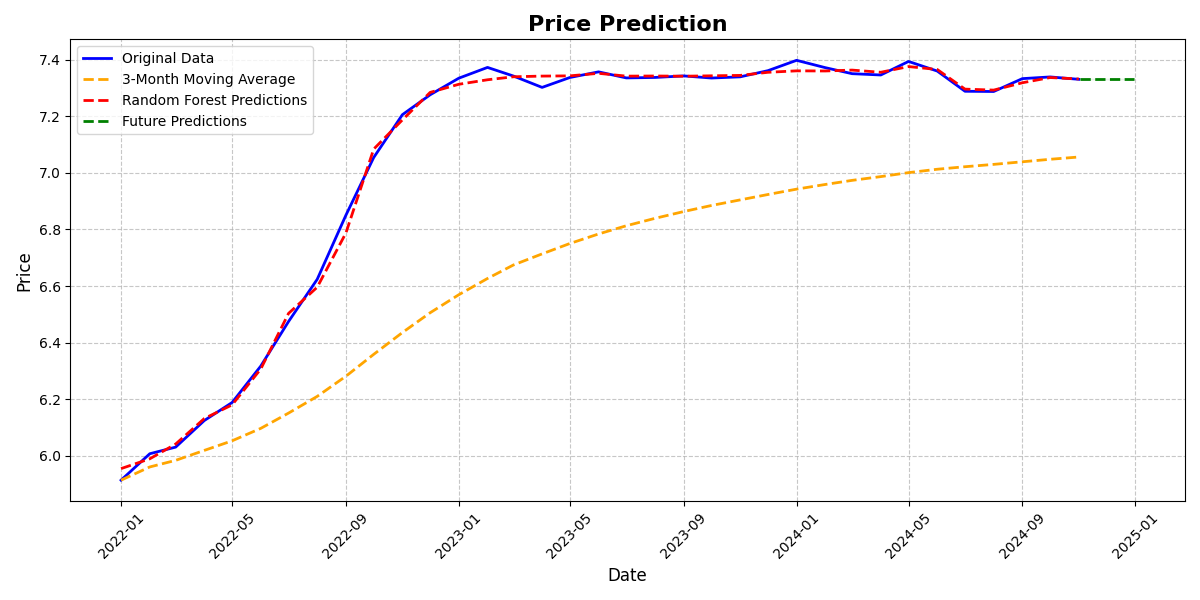 Price Prediction
Original Data
3-Month Moving Average
Random Forest Predictions
Future Predictions
Price
7.4
7.2
7.0
6.8
6.6
6.4
6.2
6.0
2022-01
2022-05
2022-09
2023-01
2023-05
2023-09
2024-01
2024-05
2024-09
2025-01
Date